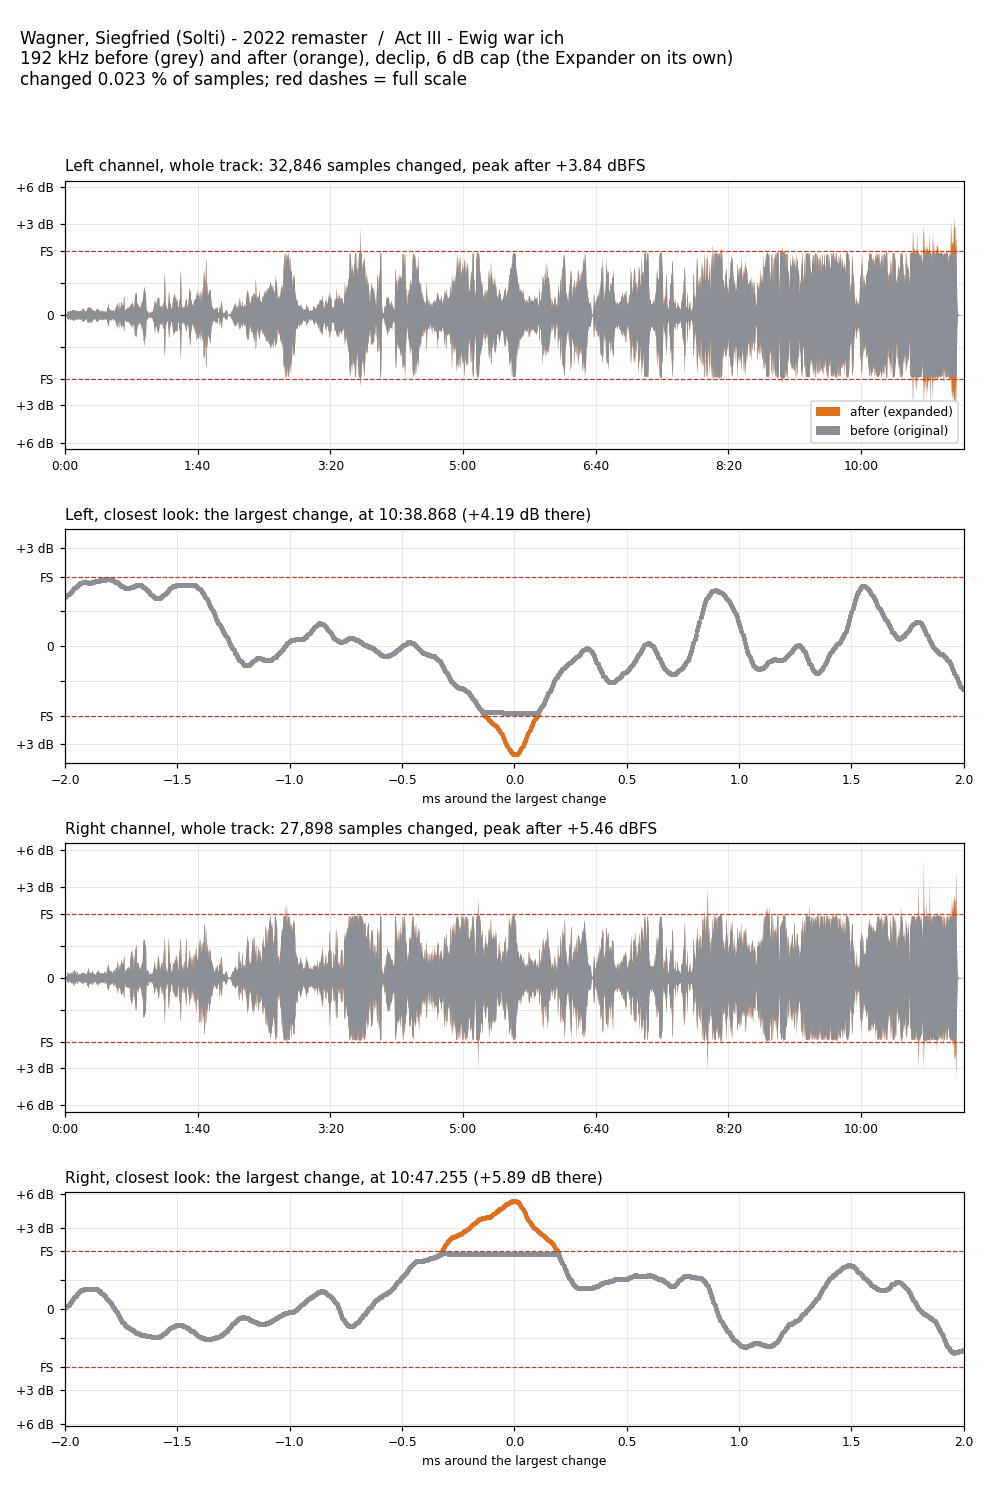 Wagner, Siegfried (Solti) - 2022 remaster  /  Act III - Ewig war ich
192 kHz before (grey) and after (orange), declip, 6 dB cap (the Expander on its own)
changed 0.023 % of samples; red dashes = full scale
Left channel, whole track: 32,846 samples changed, peak after +3.84 dBFS
+6 dB
+3 dB
FS
0
FS
+3 dB
+6 dB
after (expanded)
before (original)
0:00 1:40 3:20 5:00 6:40 8:20 10:00
Left, closest look: the largest change, at 10:38.868 (+4.19 dB there)
+3 dB
FS
0
FS
+3 dB
−2.0 −1.5 −1.0 −0.5 0.0 0.5 1.0 1.5 2.0
ms around the largest change
Right channel, whole track: 27,898 samples changed, peak after +5.46 dBFS
+6 dB
+3 dB
FS
0
FS
+3 dB
+6 dB
0:00 1:40 3:20 5:00 6:40 8:20 10:00
Right, closest look: the largest change, at 10:47.255 (+5.89 dB there)
+6 dB
+3 dB
FS
0
FS
+3 dB
+6 dB
−2.0 −1.5 −1.0 −0.5 0.0 0.5 1.0 1.5 2.0
ms around the largest change